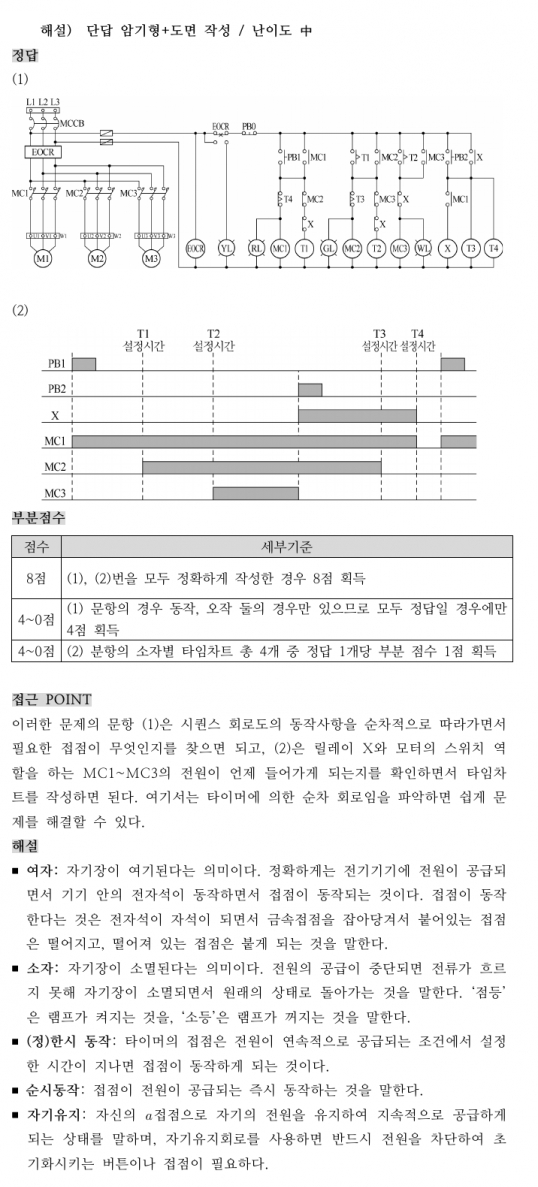 해설) 단답 암기형+도면 작성 / 난이도 中
정답
(1)
L1 L2 L3
MCCB
EOCR PB0
EOCR
PB1 MC1 T1 MC2 T2 MC3 PB2 X
MC1 MC2 MC3
T4 MC2 T3 MC3 X MC1
X X
U1 V1 W1 U2 V2 W2 U3 V3 W3
M1 M2 M3
EOCR YL RL MC1 T1 GL MC2 T2 MC3 WL X T3 T4
(2)
T1 T2 T3 T4
설정시간 설정시간 설정시간 설정시간
PB1
PB2
X
MC1
MC2
MC3
부분점수
점수 세부기준
8점 (1), (2)번을 모두 정확하게 작성한 경우 8점 획득
4~0점 (1) 문항의 경우 동작, 오작 둘의 경우만 있으므로 모두 정답일 경우에만
4점 획득
4~0점 (2) 분항의 소자별 타임차트 총 4개 중 정답 1개당 부분 점수 1점 획득
접근 POINT
이러한 문제의 문항 (1)은 시퀀스 회로도의 동작사항을 순차적으로 따라가면서
필요한 접점이 무엇인지를 찾으면 되고, (2)은 릴레이 X와 모터의 스위치 역
할을 하는 MC1~MC3의 전원이 언제 들어가게 되는지를 확인하면서 타임차
트를 작성하면 된다. 여기서는 타이머에 의한 순차 회로임을 파악하면 쉽게 문
제를 해결할 수 있다.
해설
■ 여자: 자기장이 여기된다는 의미이다. 정확하게는 전기기기에 전원이 공급되
면서 기기 안의 전자석이 동작하면서 접점이 동작되는 것이다. 접점이 동작
한다는 것은 전자석이 자석이 되면서 금속접점을 잡아당겨서 붙어있는 접점
은 떨어지고, 떨어져 있는 접점은 붙게 되는 것을 말한다.
■ 소자: 자기장이 소멸된다는 의미이다. 전원의 공급이 중단되면 전류가 흐르
지 못해 자기장이 소멸되면서 원래의 상태로 돌아가는 것을 말한다. ‘점등’
은 램프가 켜지는 것을, ‘소등’은 램프가 꺼지는 것을 말한다.
■ (정)한시 동작: 타이머의 접점은 전원이 연속적으로 공급되는 조건에서 설정
한 시간이 지나면 접점이 동작하게 되는 것이다.
■ 순시동작: 접점이 전원이 공급되는 즉시 동작하는 것을 말한다.
■ 자기유지: 자신의 a접점으로 자기의 전원을 유지하여 지속적으로 공급하게
되는 상태를 말하며, 자기유지회로를 사용하면 반드시 전원을 차단하여 초
기화시키는 버튼이나 접점이 필요하다.